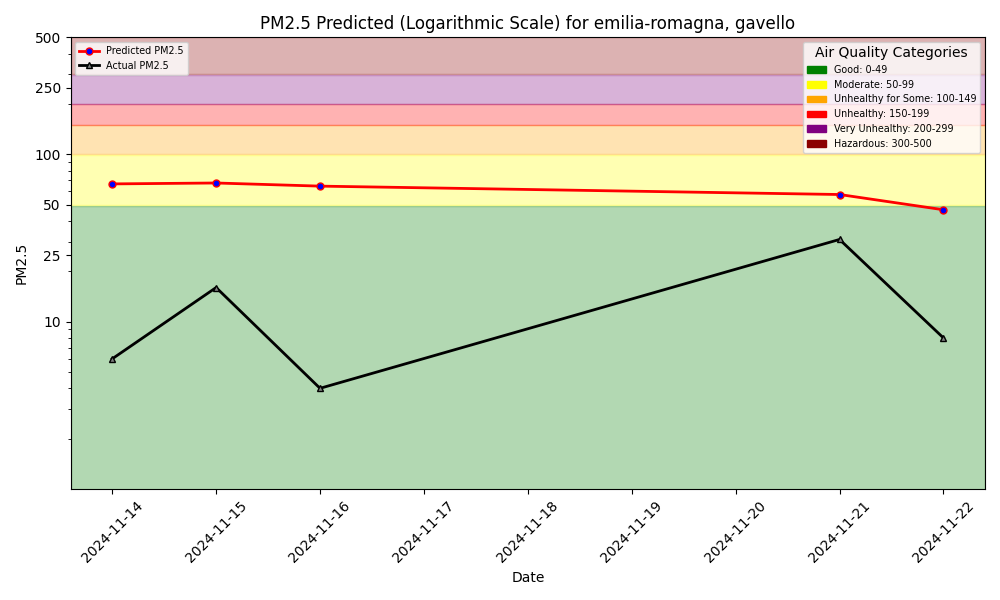 PM2.5 Predicted (Logarithmic Scale) for emilia-romagna, gavello
Predicted PM2.5
Actual PM2.5
Air Quality Categories
Good: 0-49
Moderate: 50-99
Unhealthy for Some: 100-149
Unhealthy: 150-199
Very Unhealthy: 200-299
Hazardous: 300-500
500
250
100
50
25
10
PM2.5
2024-11-14
2024-11-15
2024-11-16
2024-11-17
2024-11-18
2024-11-19
2024-11-20
2024-11-21
2024-11-22
Date